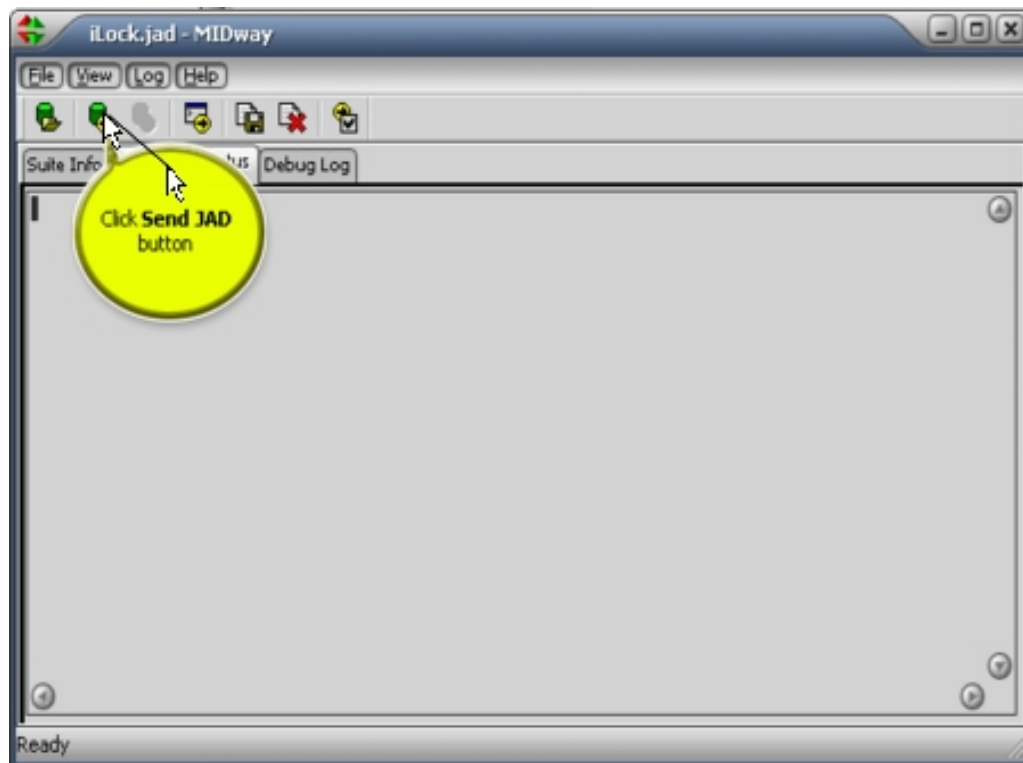 iLock.jad - MIDway
File View Log Help
Suite Info
Debug Log
Click Send JAD
button
Ready